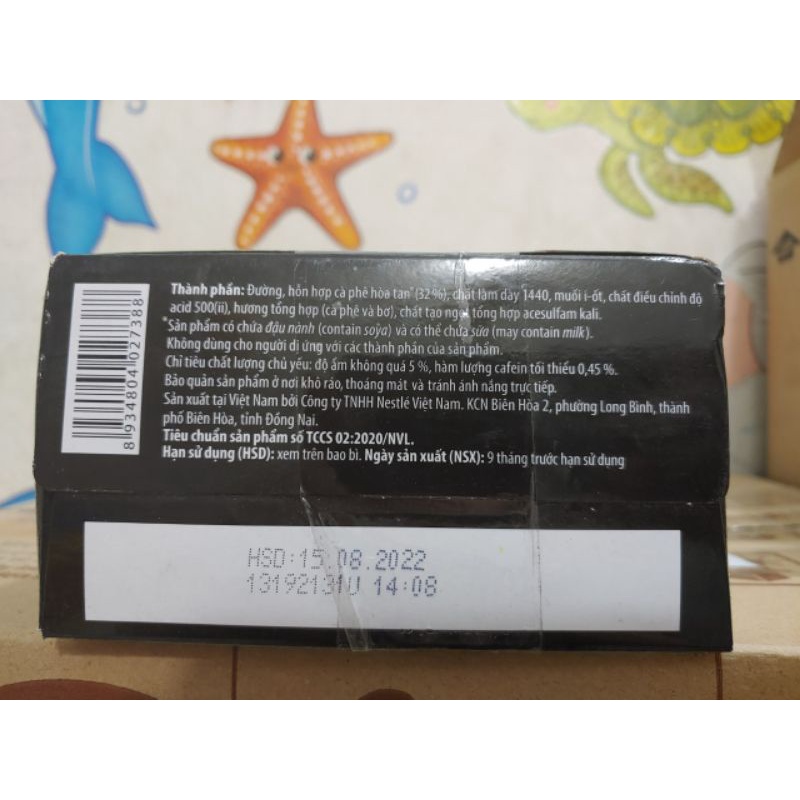 Thành phần: Đường, hỗn hợp cà phê hòa tan* (32%), chất làm dày 1440, muối i-ốt, chất điều chỉnh độ
acid 500(ii), hương tổng hợp (cà phê và bơ), chất tạo ngọt tổng hợp acesulfam kali.
*Sản phẩm có chứa đậu nành (contain soya) và có thể chứa sữa (may contain milk).
Không dùng cho người dị ứng với các thành phần của sản phẩm.
Chỉ tiêu chất lượng chủ yếu: độ ẩm không quá 5 %, hàm lượng cafein tối thiểu 0,45 %.
Bảo quản sản phẩm ở nơi khô ráo, thoáng mát và tránh ánh nắng trực tiếp.
Sản xuất tại Việt Nam bởi Công ty TNHH Nestlé Việt Nam. KCN Biên Hòa 2, phường Long Bình, thành
phố Biên Hòa, tỉnh Đồng Nai.
Tiêu chuẩn sản phẩm số TCCS 02:2020/NVL.
Hạn sử dụng (HSD): xem trên bao bì. Ngày sản xuất (NSX): 9 tháng trước hạn sử dụng
8 934804 027388
HSD:15.08.2022
13192131U 14:08